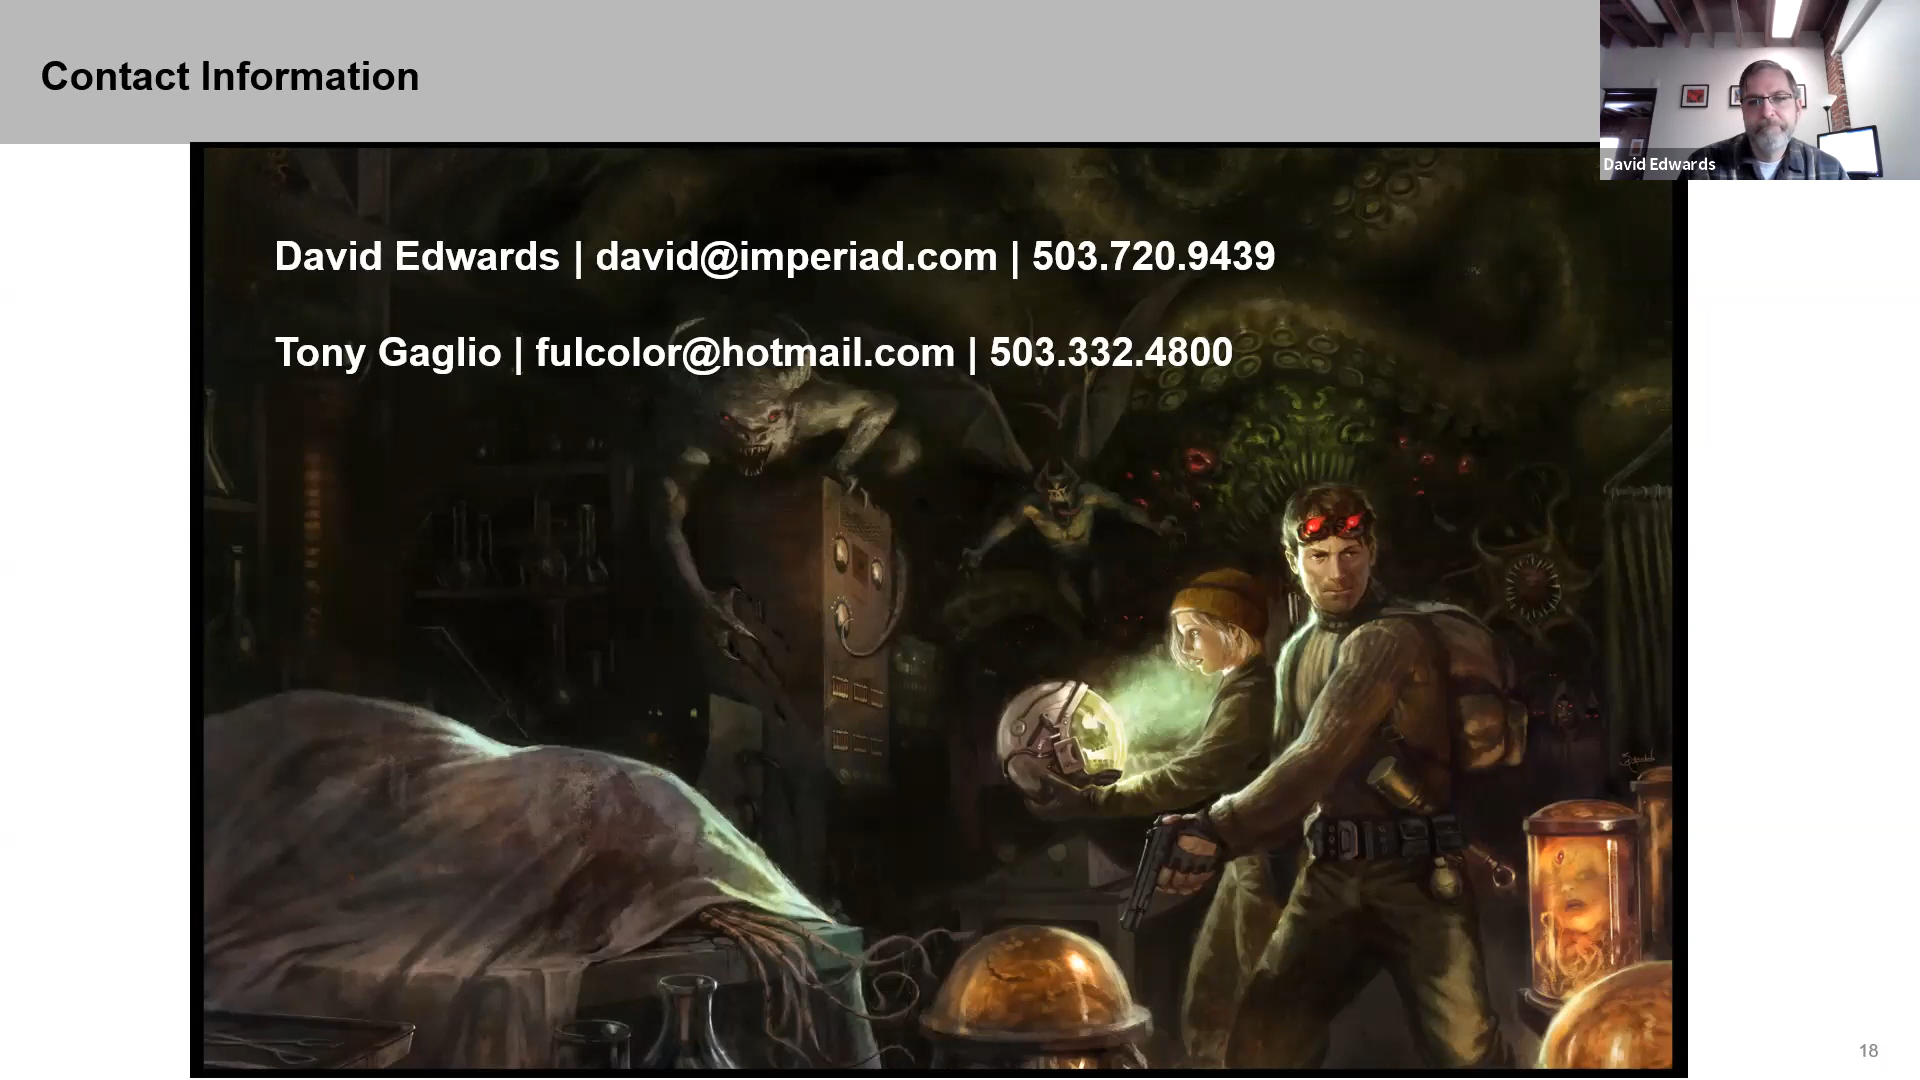 Contact Information
David Edwards
David Edwards | david@imperiad.com | 503.720.9439
Tony Gaglio | fulcolor@hotmail.com | 503.332.4800
18